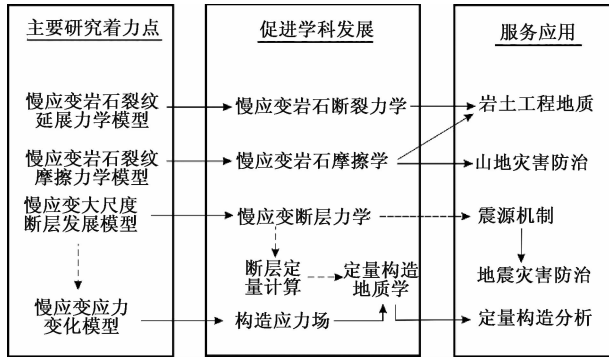 主要研究着力点
促进学科发展
服务应用
慢应变岩石裂纹
延展力学模型
慢应变岩石断裂力学
岩土工程地质
慢应变岩石裂纹
摩擦力学模型
慢应变岩石摩擦学
山地灾害防治
慢应变大尺度
断层发展模型
慢应变断层力学
震源机制
断层定
量计算
定量构造
地质学
地震灾害防治
慢应变应力
变化模型
构造应力场
定量构造分析